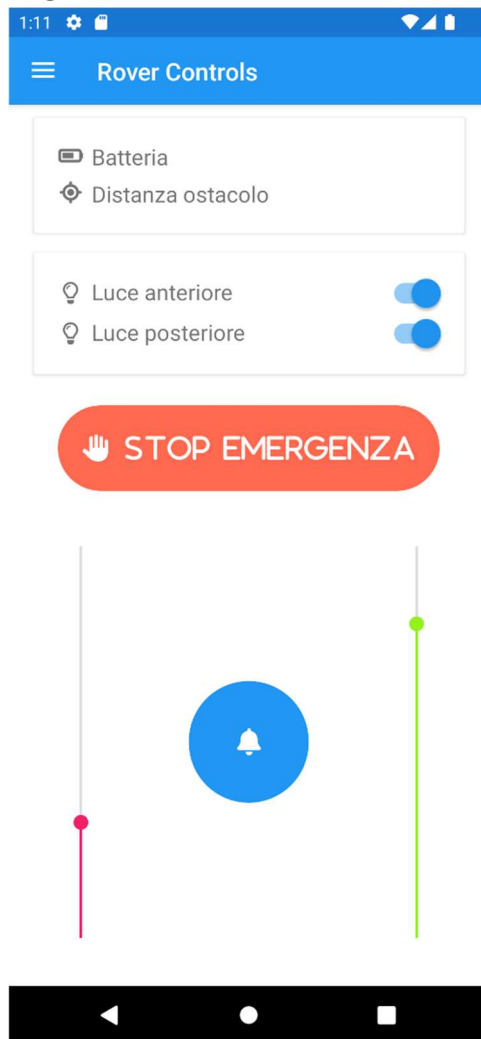 1:11
Rover Controls
Batteria
Distanza ostacolo
Luce anteriore
Luce posteriore
STOP EMERGENZA